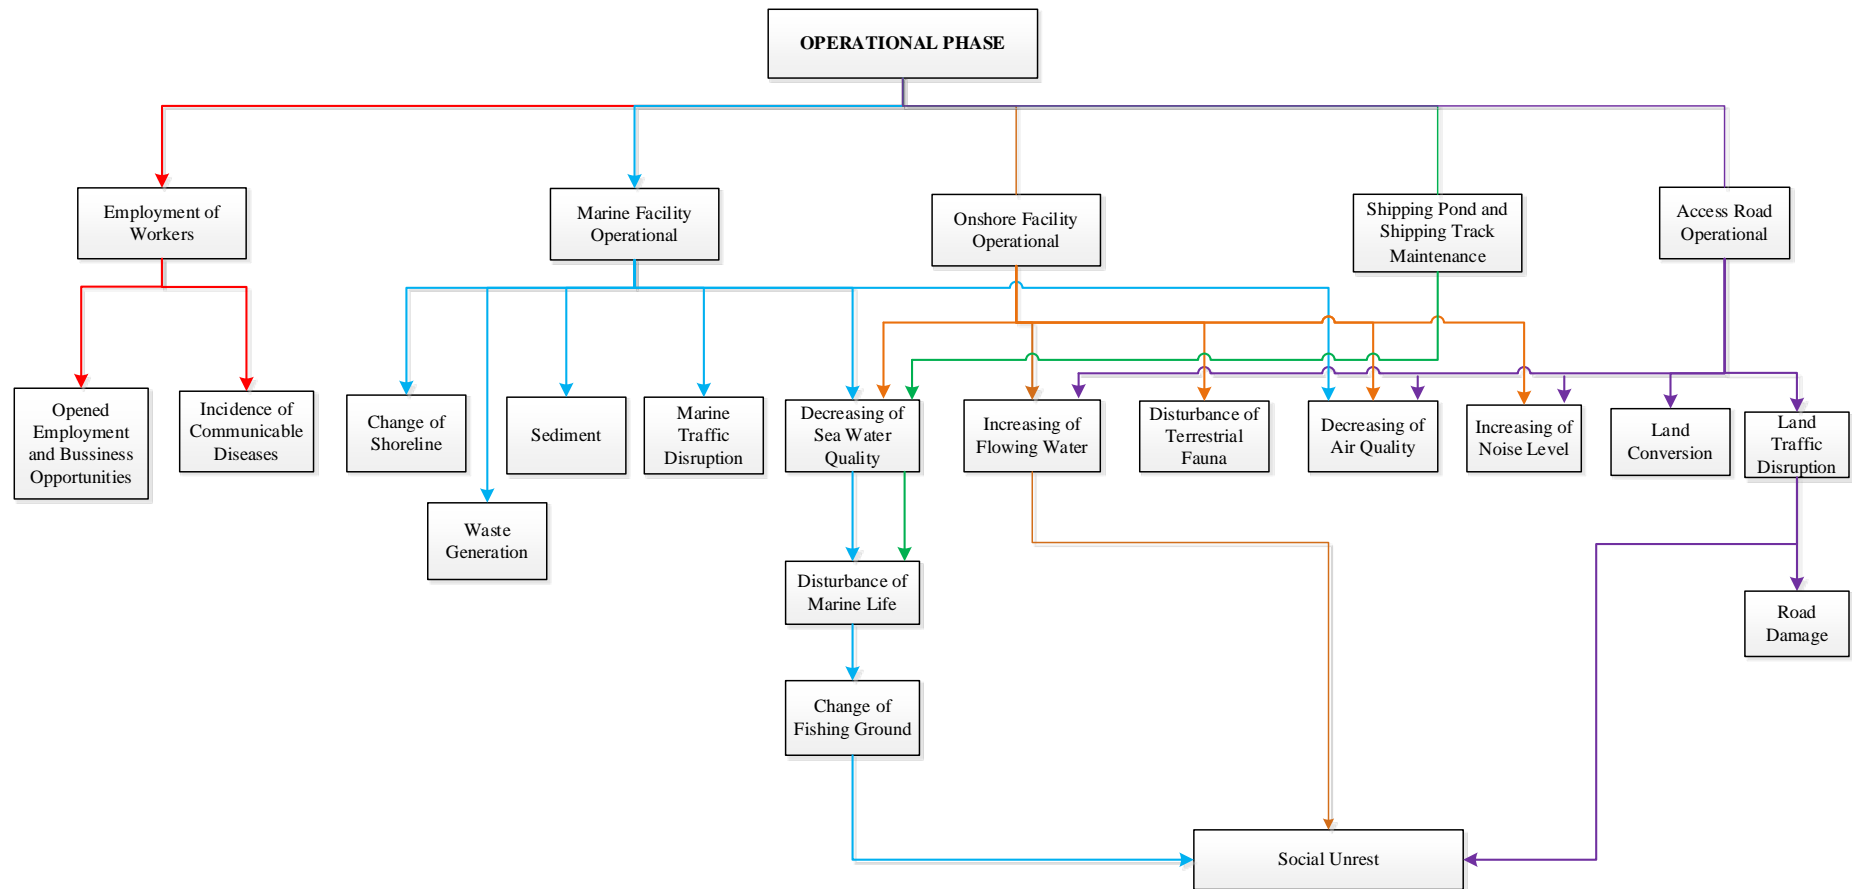 OPERATIONAL PHASE
Employment of
Workers
Marine Facility
Operational
Onshore Facility
Operational
Shipping Pond and
Shipping Track
Maintenance
Access Road
Operational
Opened
Employment
and Bussiness
Opportunities
Incidence of
Communicable
Diseases
Change of
Shoreline
Sediment
Marine
Traffic
Disruption
Decreasing of
Sea Water
Quality
Increasing of
Flowing Water
Disturbance of
Terrestrial
Fauna
Decreasing of
Air Quality
Increasing of
Noise Level
Land
Conversion
Land
Traffic
Disruption
Waste
Generation
Disturbance of
Marine Life
Road
Damage
Change of
Fishing Ground
Social Unrest